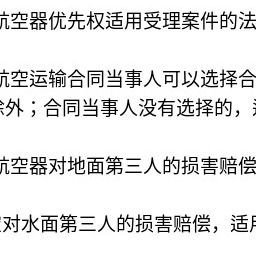 航空器优先权适用受理案件的法
航空运输合同当事人可以选择合
除外；合同当事人没有选择的，
航空器对地面第三人的损害赔偿
对水面第三人的损害赔偿，适用